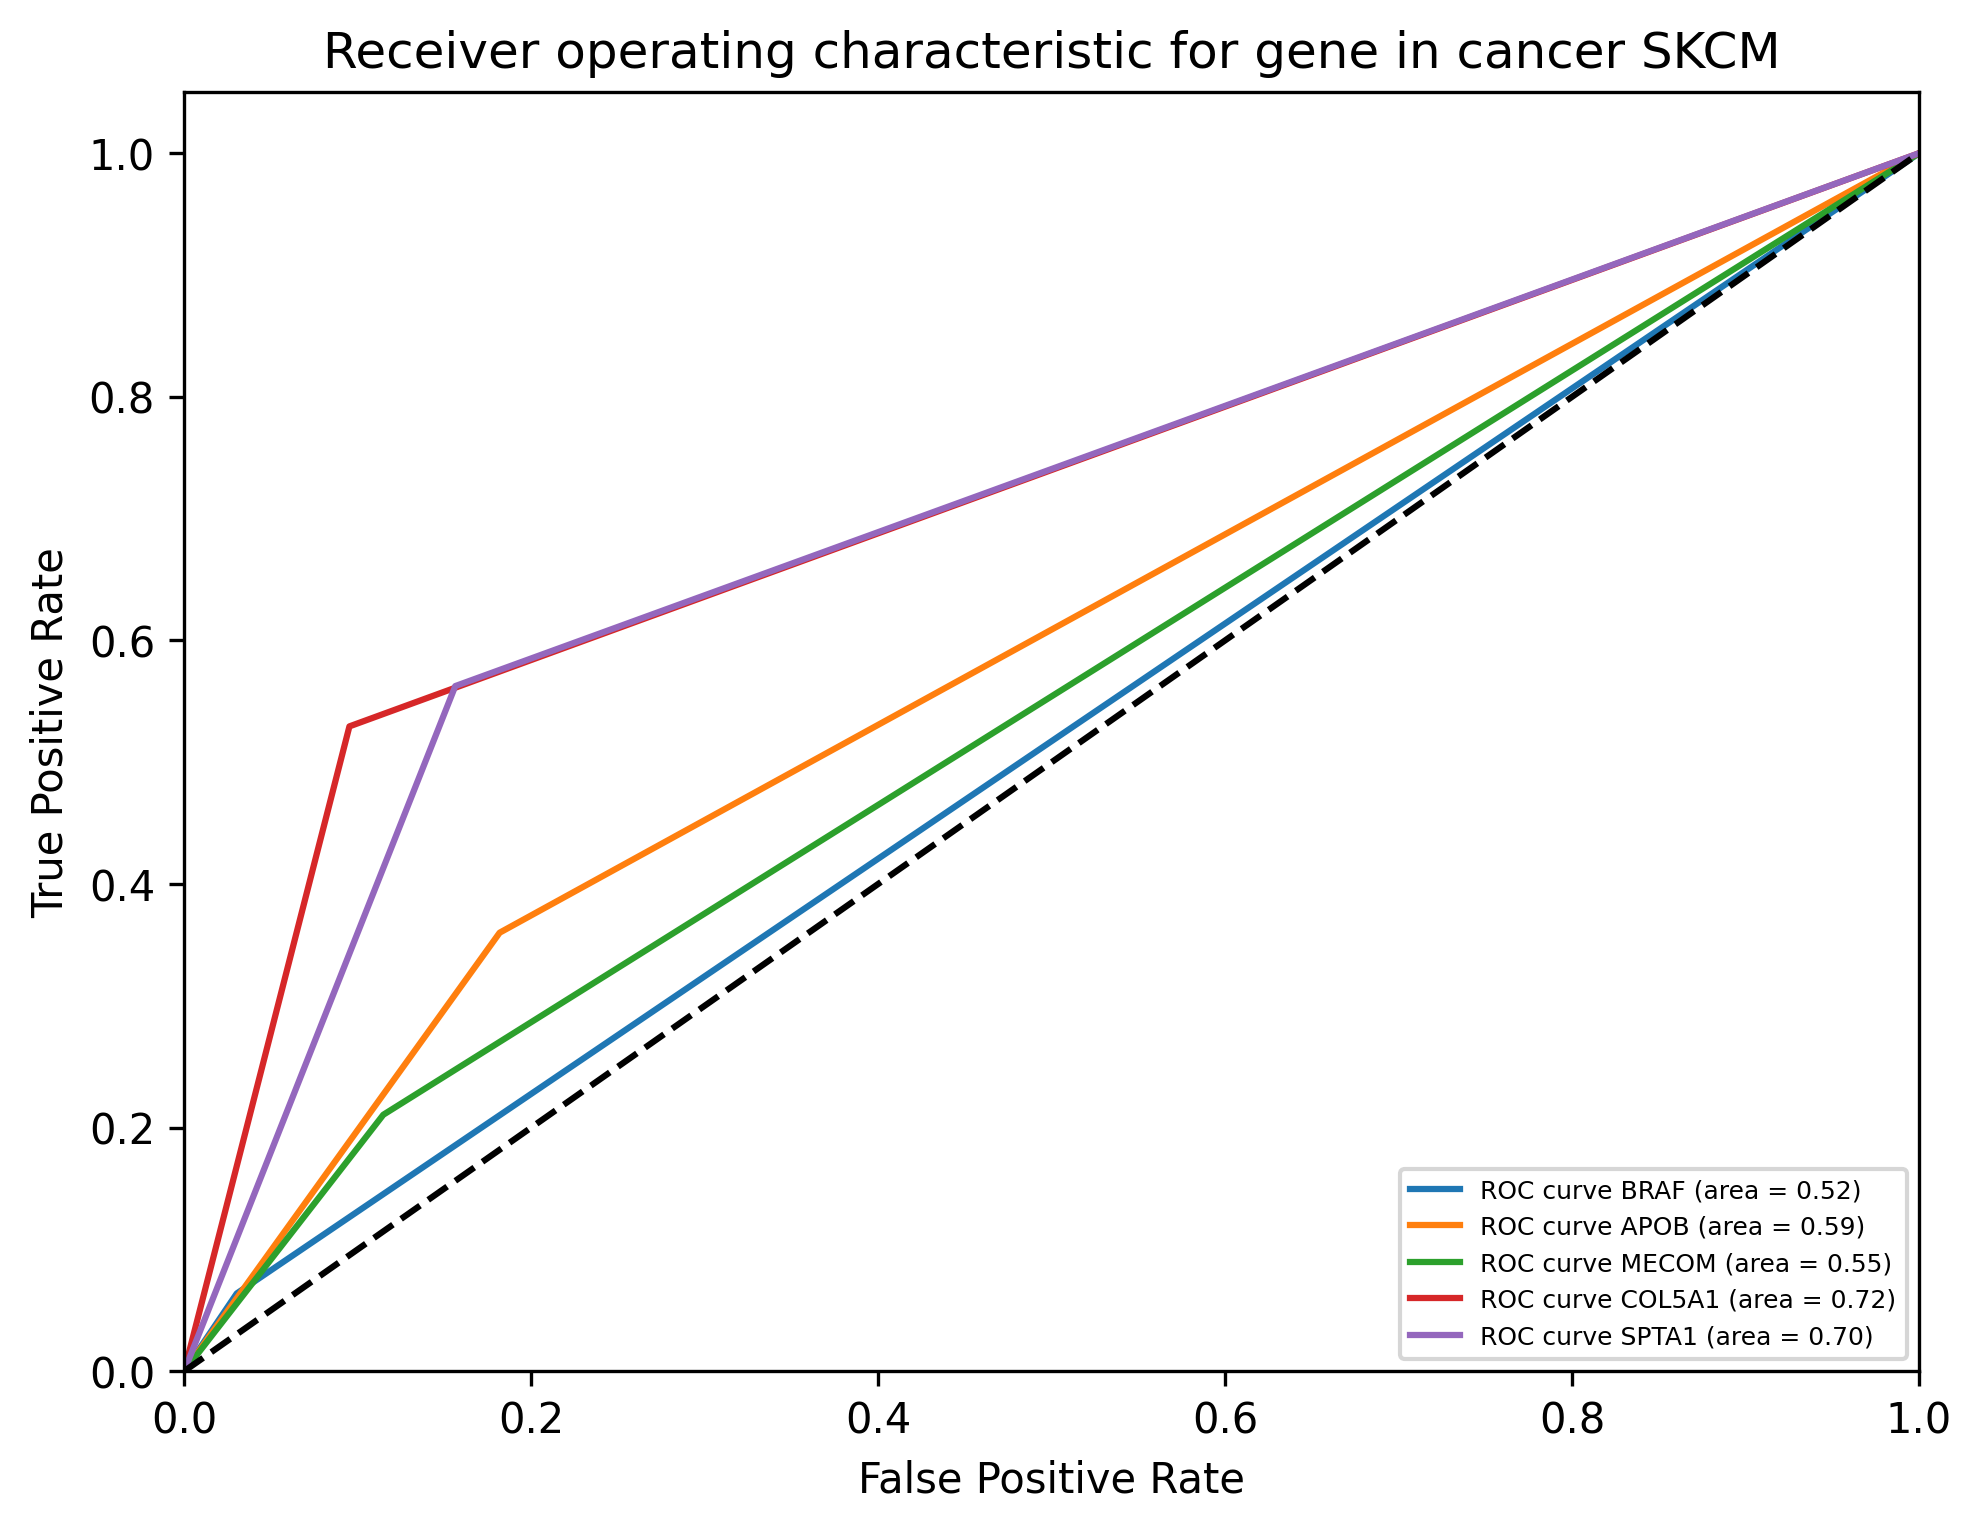 Receiver operating characteristic for gene in cancer SKCM
True Positive Rate
1.0
0.8
0.6
0.4
0.2
0.0
ROC curve BRAF (area = 0.52)
ROC curve APOB (area = 0.59)
ROC curve MECOM (area = 0.55)
ROC curve COL5A1 (area = 0.72)
ROC curve SPTA1 (area = 0.70)
0.0 0.2 0.4 0.6 0.8 1.0
False Positive Rate